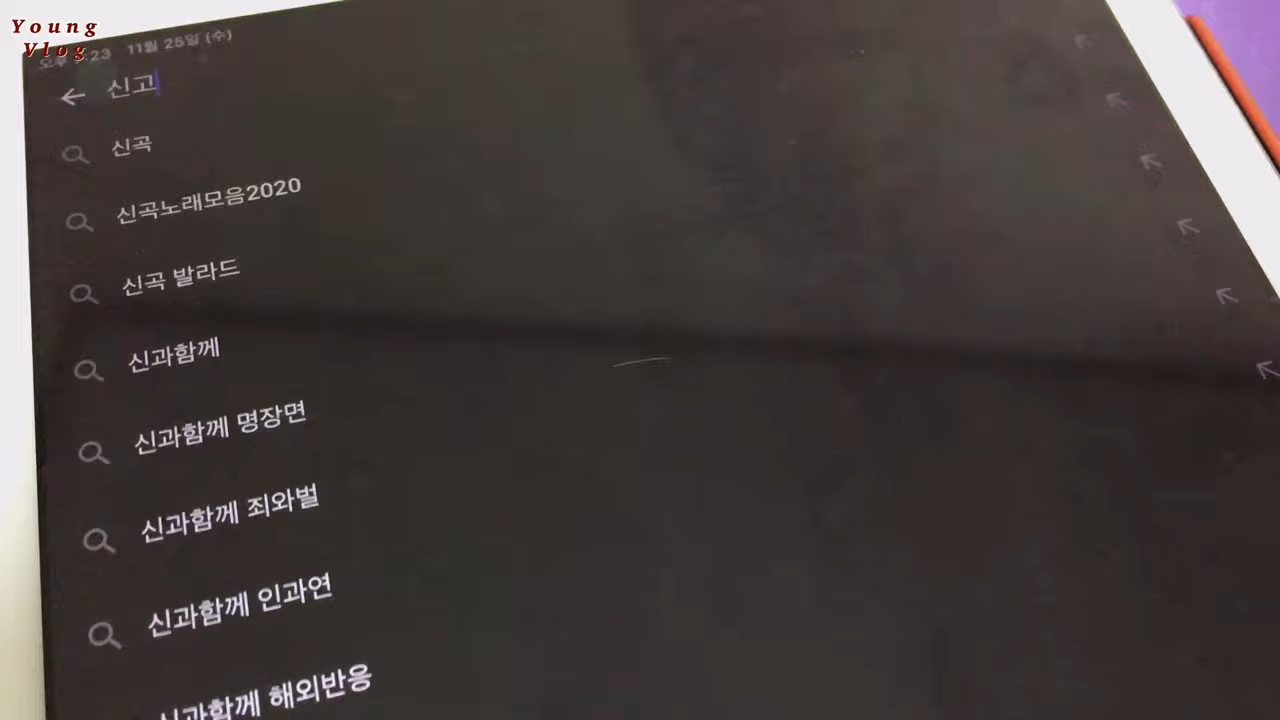 Young
Vlog
23 11월 25일 (수)
신고
신곡
신곡노래모음2020
신곡 발라드
신과함께
신과함께 명장면
신과함께 죄와벌
신과함께 인과연
신과함께 해외반응